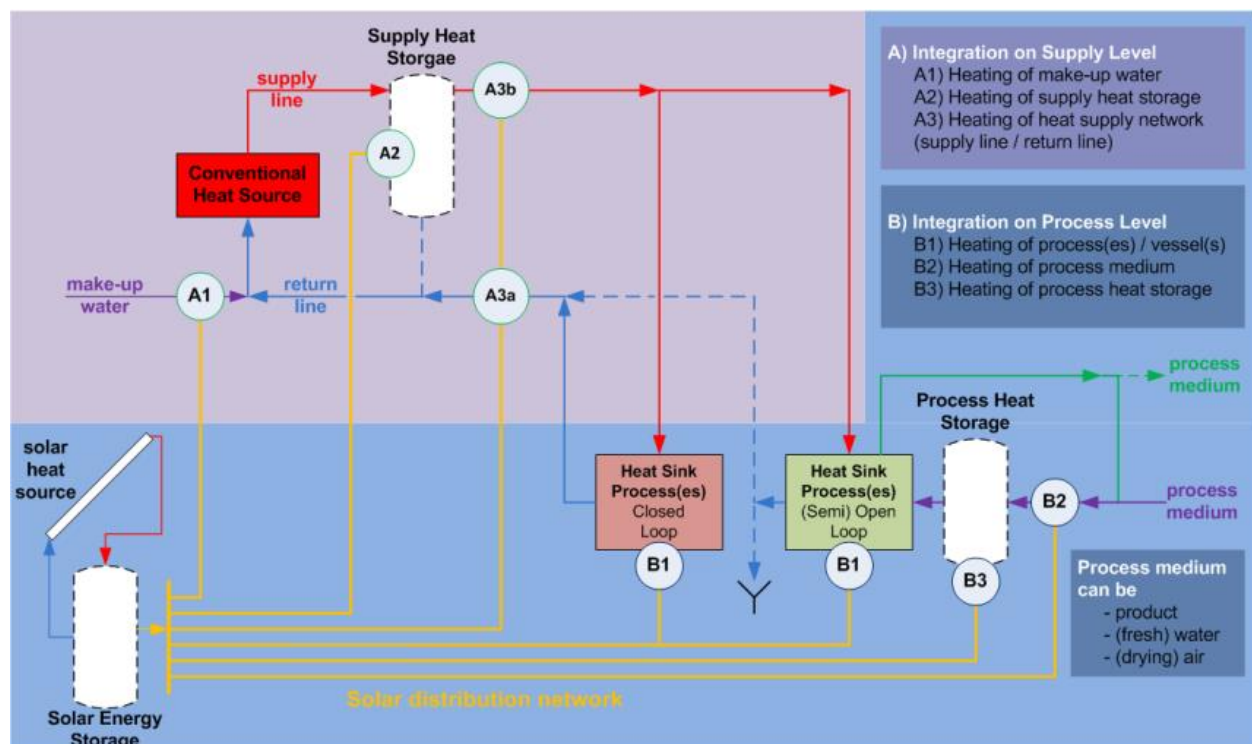 Supply Heat
Storgae
supply
line
A3b
A2
Conventional
Heat Source
make-up
water
A1
return
line
A3a
A) Integration on Supply Level
A1) Heating of make-up water
A2) Heating of supply heat storage
A3) Heating of heat supply network
(supply line / return line)
B) Integration on Process Level
B1) Heating of process(es) / vessel(s)
B2) Heating of process medium
B3) Heating of process heat storage
process
medium
Process Heat
Storage
solar
heat
source
Heat Sink
Process(es)
Closed
Loop
B1
Heat Sink
Process(es)
(Semi) Open
Loop
B1
B2
B3
process
medium
Process medium
can be
- product
- (fresh) water
- (drying) air
Solar distribution network
Solar Energy
Storage